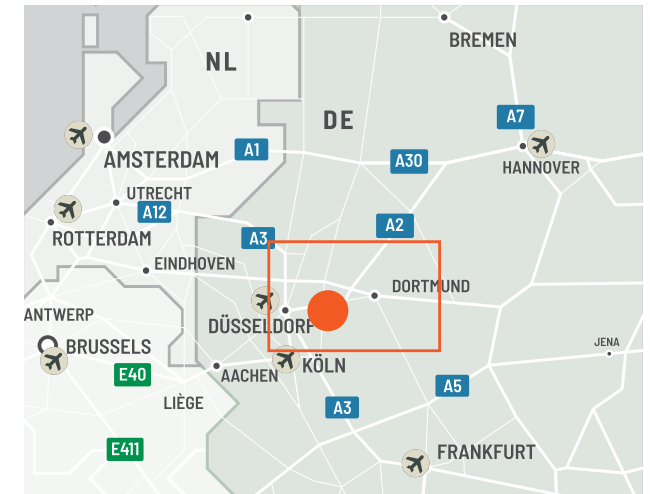 BREMEN
NL
DE
A7
AMSTERDAM
A1
A30
HANNOVER
UTRECHT
A12
A2
ROTTERDAM
A3
EINDHOVEN
DORTMUND
ANTWERP
DÜSSELDORF
BRUSSELS
JENA
KÖLN
E40
AACHEN
A5
LIÈGE
A3
E411
FRANKFURT